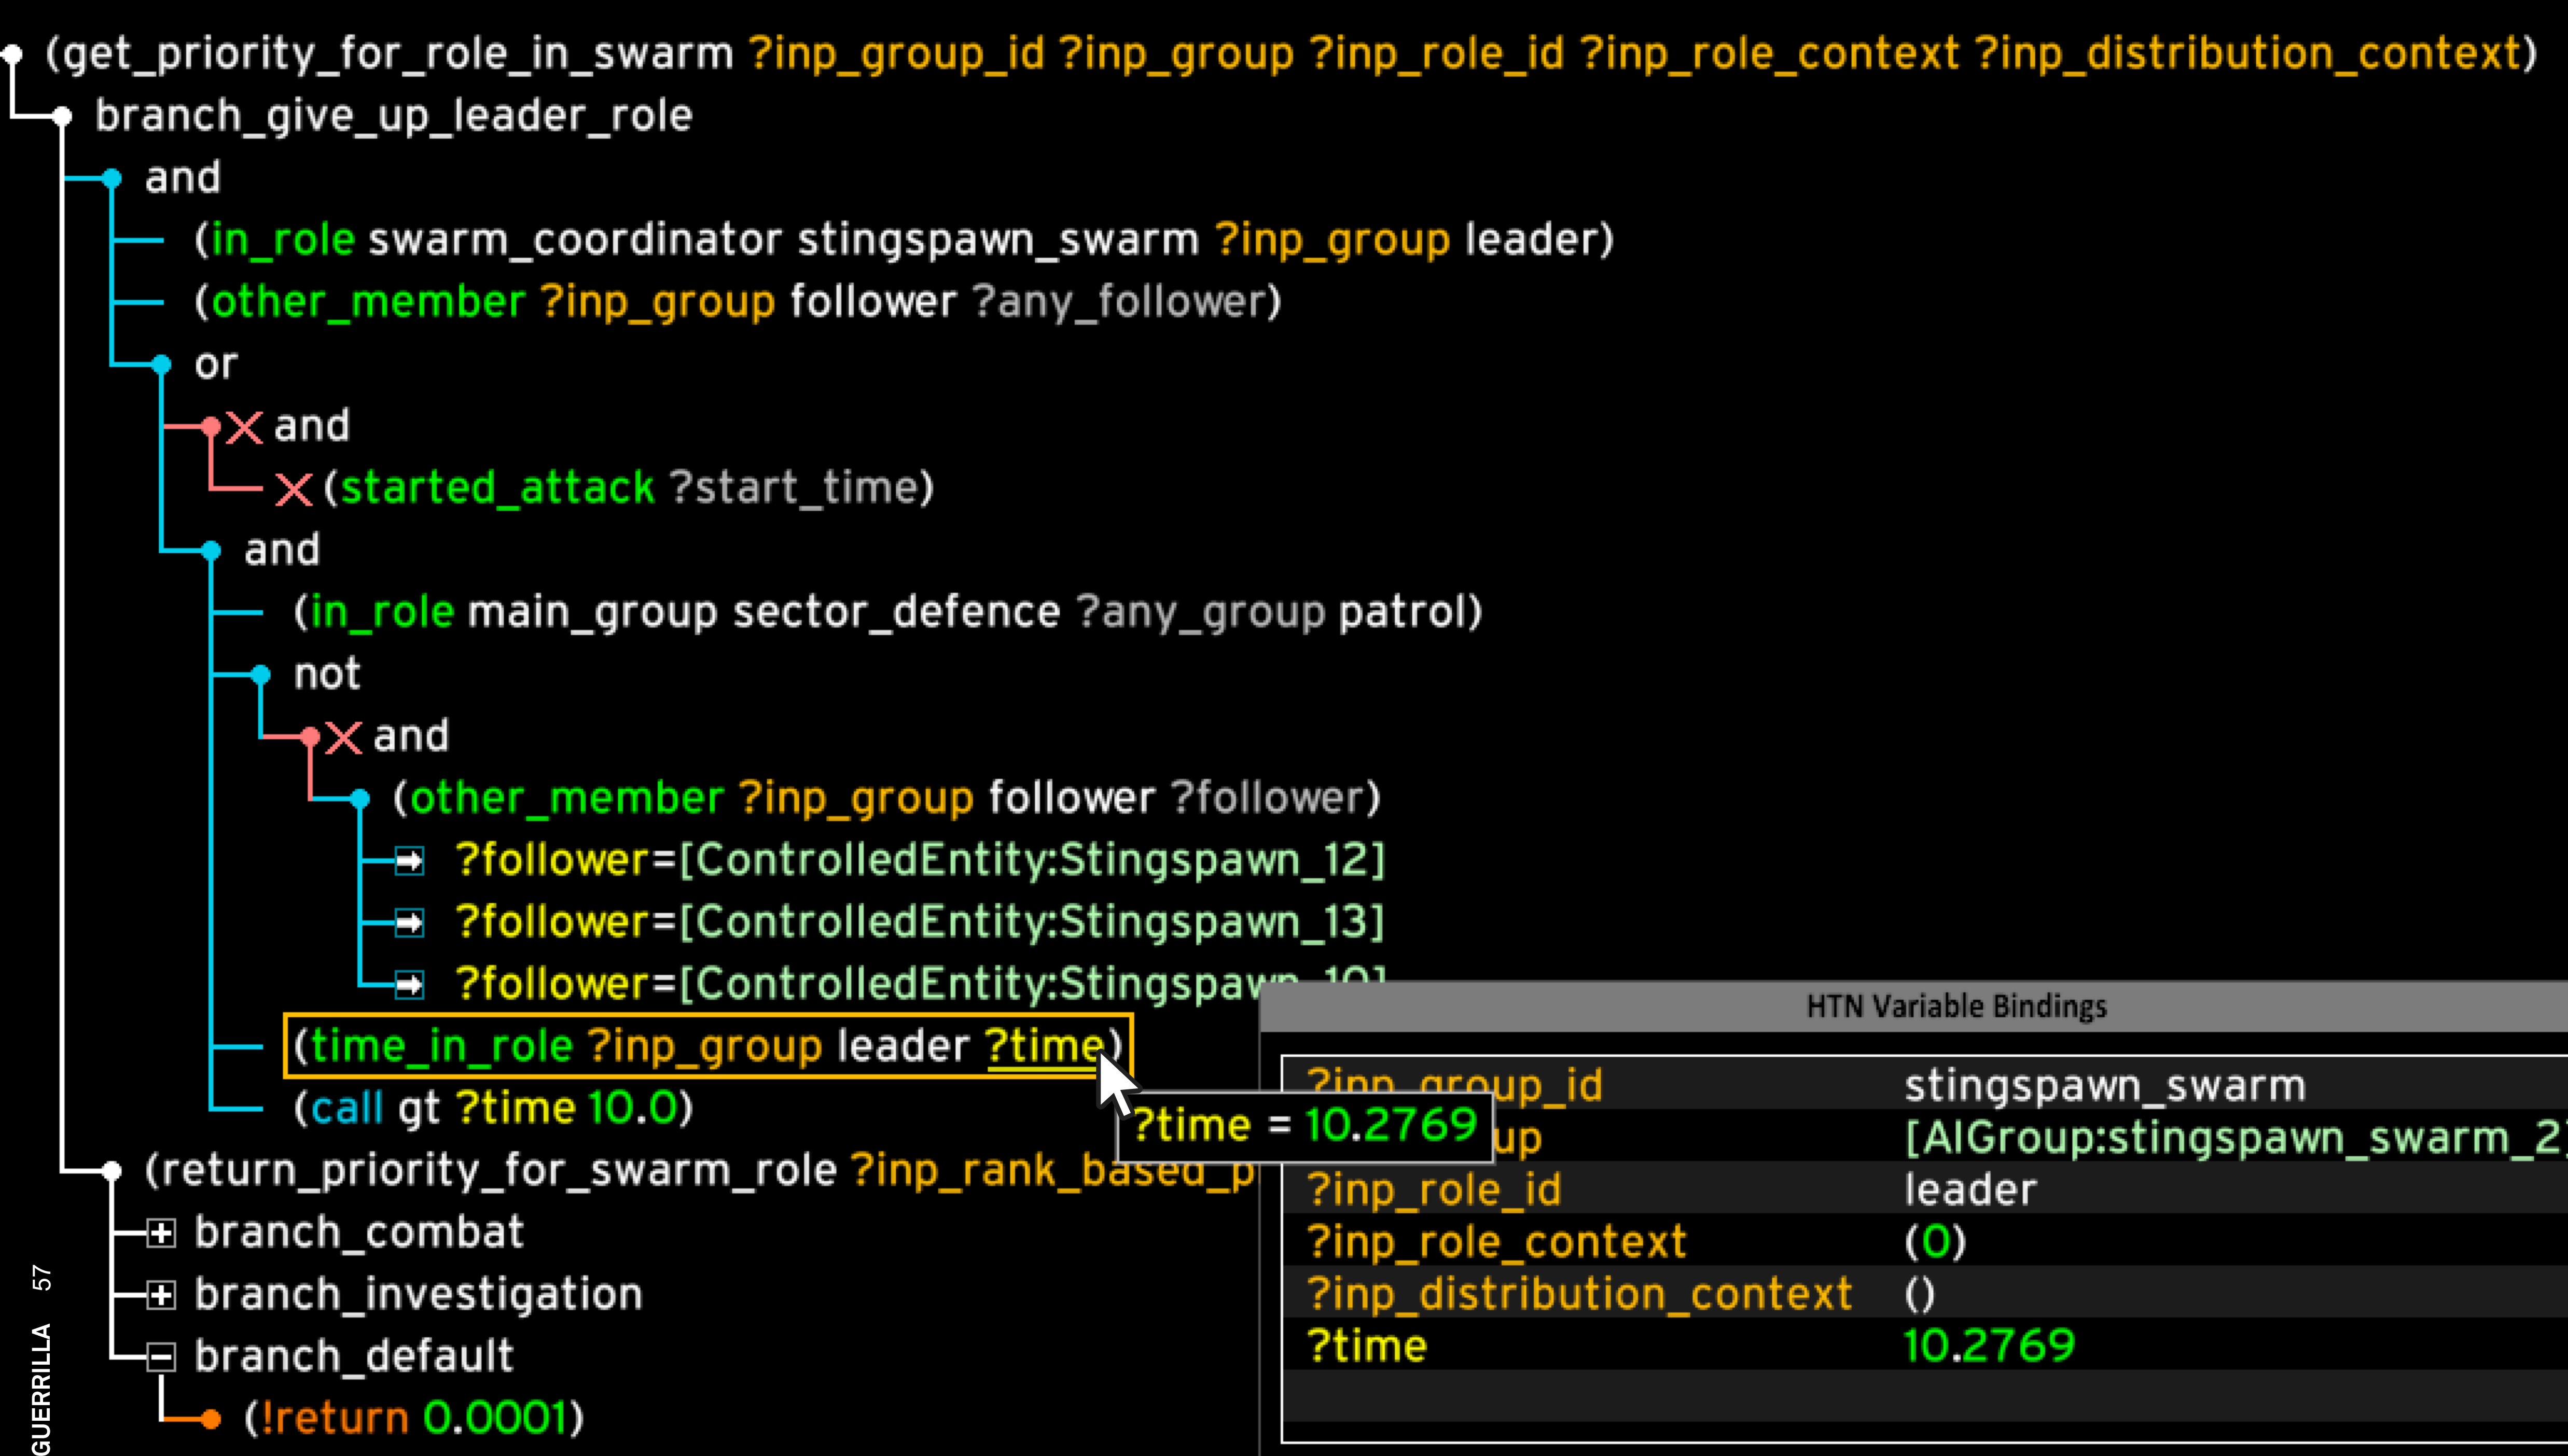 (get_priority_for_role_in_swarm ?inp_group_id ?inp_group ?inp_role_id ?inp_role_context ?inp_distribution_context)
branch_give_up_leader_role
and
(in_role swarm_coordinator stingspawn_swarm ?inp_group leader)
(other_member ?inp_group follower ?any_follower)
or
and
(started_attack ?start_time)
and
(in_role main_group sector_defence ?any_group patrol)
not
and
(other_member ?inp_group follower ?follower)
?follower=[ControlledEntity:Stingspawn_12]
?follower=[ControlledEntity:Stingspawn_13]
?follower=[ControlledEntity:Stingspawn_10]
(time_in_role ?inp_group leader ?time)
(call gt ?time 10.0)
?time = 10.2769
(return_priority_for_swarm_role ?inp_rank_based_p
branch_combat
branch_investigation
branch_default
(!return 0.0001)
HTN Variable Bindings
?inp_group_id stingspawn_swarm
up [AIGroup:stingspawn_swarm_2]
?inp_role_id leader
?inp_role_context (0)
?inp_distribution_context ()
?time 10.2769
GUERRILLA 57